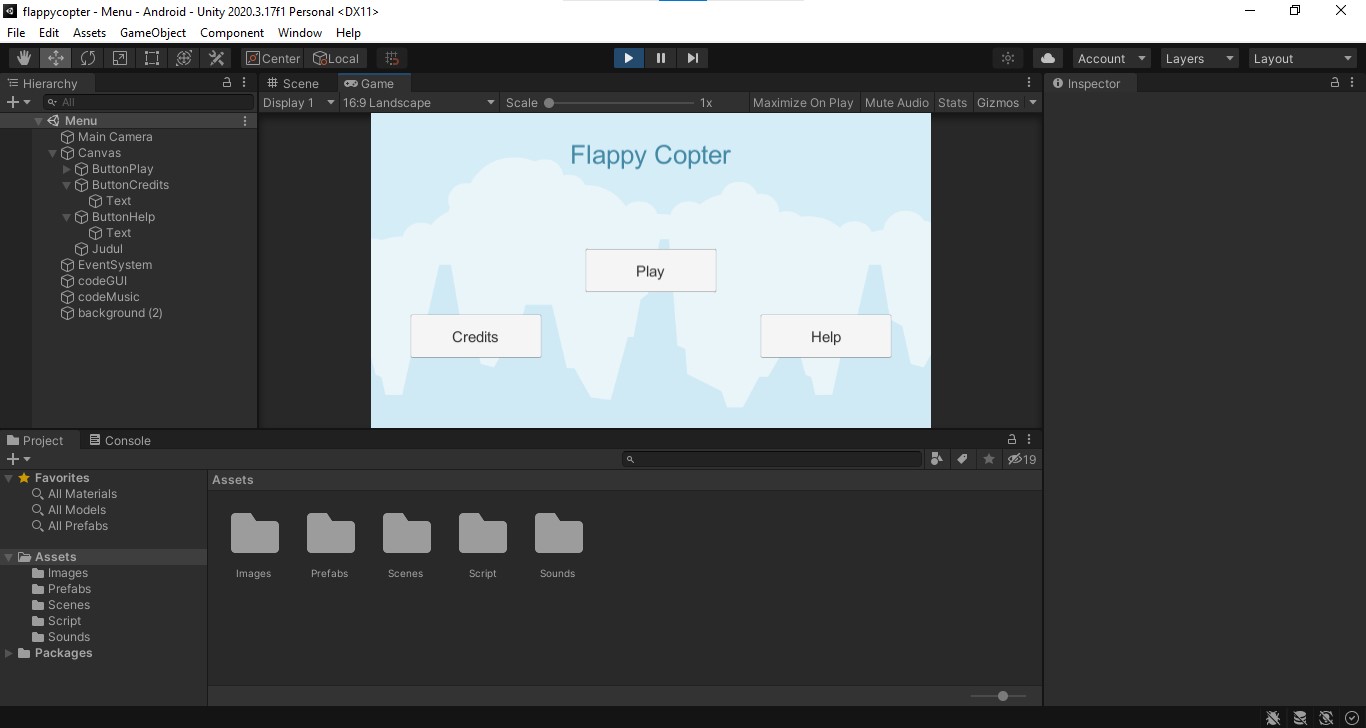 flappycopter - Menu - Android - Unity 2020.3.17f1 Personal <DX11>
File Edit Assets GameObject Component Window Help
Center Local Account Layers Layout
Hierarchy
All
Menu
Main Camera
Canvas
ButtonPlay
ButtonCredits
Text
ButtonHelp
Text
Judul
EventSystem
codeGUI
codeMusic
background (2)
Scene Game
Display 1 16:9 Landscape Scale 1x Maximize On Play Mute Audio Stats Gizmos
Flappy Copter
Play
Credits Help
Inspector
Project Console
19
Favorites
All Materials
All Models
All Prefabs
Assets
Images
Prefabs
Scenes
Script
Sounds
Packages
Assets
Images Prefabs Scenes Script Sounds